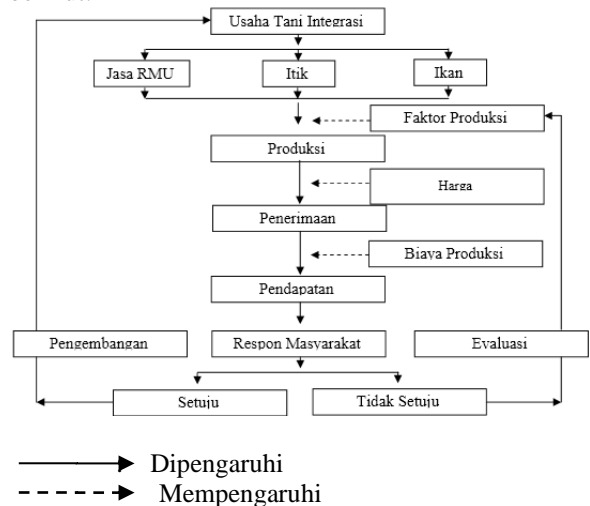 Usaha Tani Integrasi
Jasa RMU Itik Ikan
Faktor Produksi
Produksi
Harga
Penerimaan
Biaya Produksi
Pendapatan
Pengembangan Respon Masyarakat Evaluasi
Setuju Tidak Setuju
Dipengaruhi
Mempengaruhi